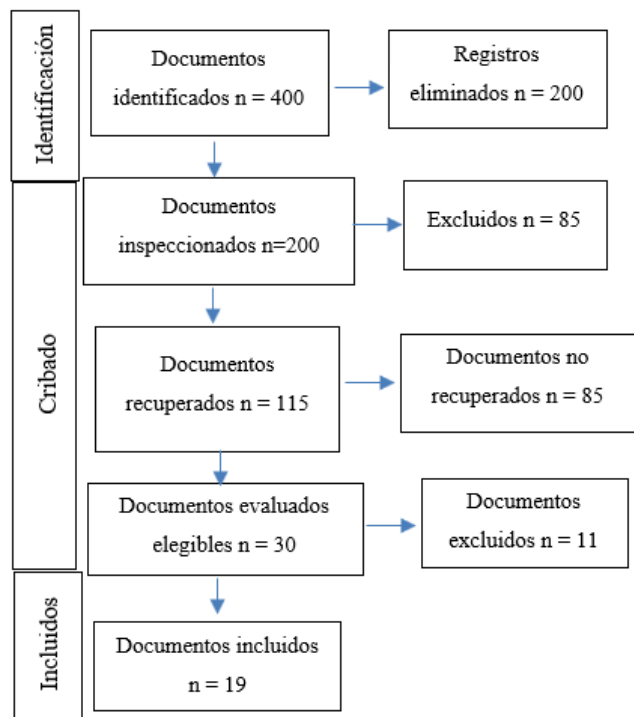 Identificación
Documentos
identificados n = 400
Registros
eliminados n = 200
Cribado
Documentos
inspeccionados n=200
Excluidos n = 85
Documentos
recuperados n = 115
Documentos no
recuperados n = 85
Documentos evaluados
elegibles n = 30
Documentos
excluidos n = 11
Incluidos
Documentos incluidos
n = 19